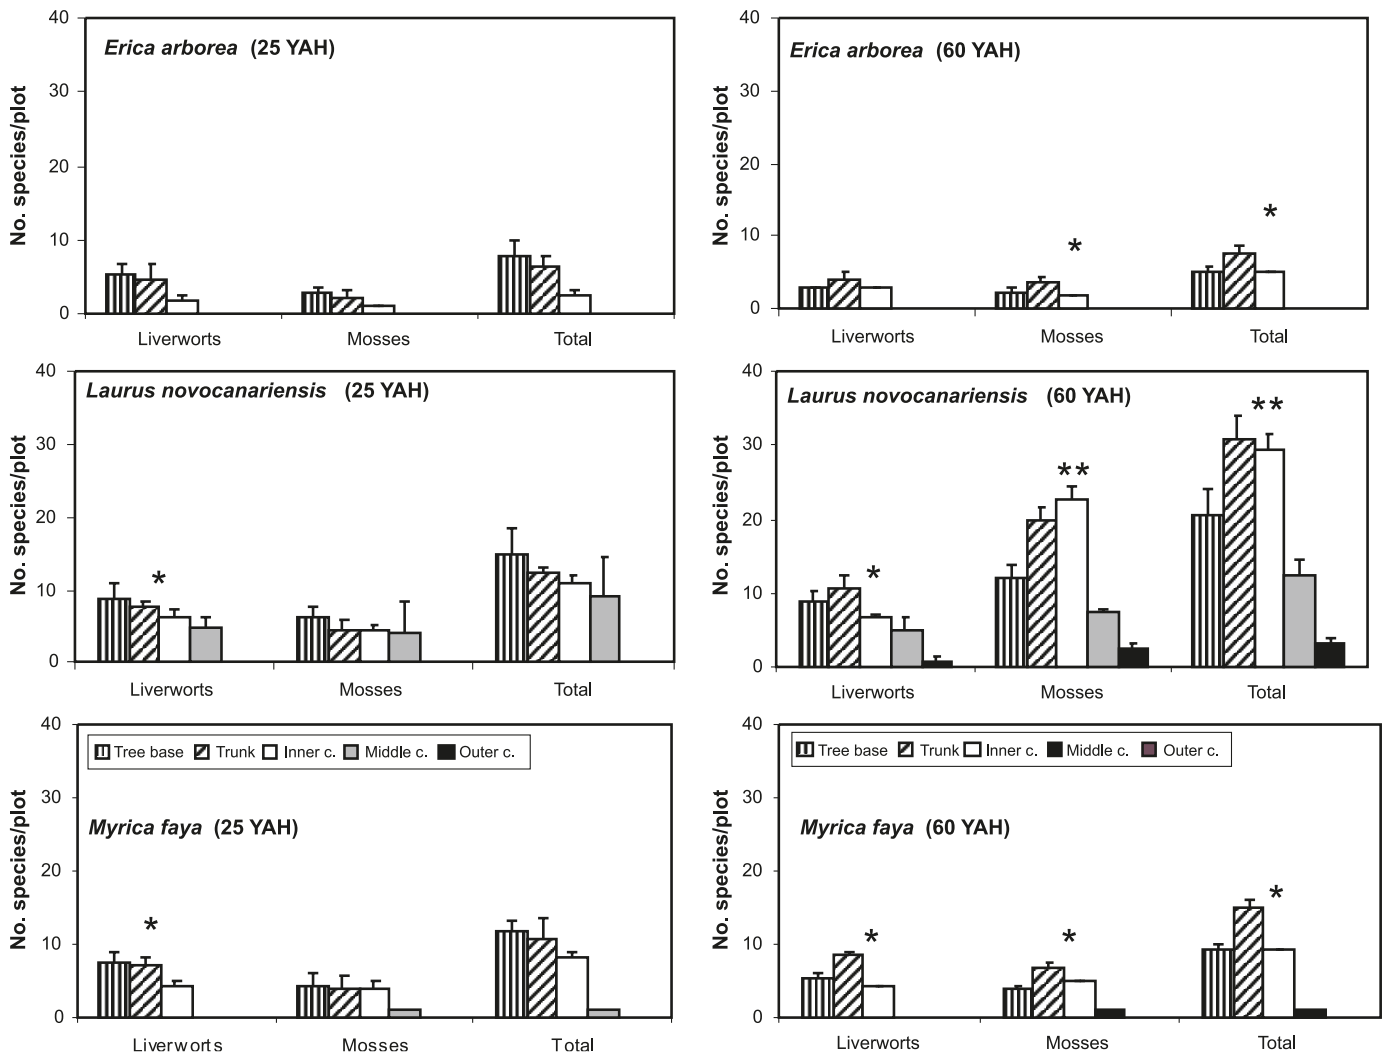 Erica arborea (25 YAH)
No. species/plot
40
30
20
10
0
Liverworts Mosses Total
Erica arborea (60 YAH)
No. species/plot
40
30
20
10
0
* *
Liverworts Mosses Total
Laurus novocanariensis (25 YAH)
No. species/plot
40
30
20
10
0
*
Liverworts Mosses Total
Laurus novocanariensis (60 YAH)
No. species/plot
40
30
20
10
0
* ** **
Liverworts Mosses Total
Tree base Trunk Inner c. Middle c. Outer c.
Myrica faya (25 YAH)
No. species/plot
40
30
20
10
0
*
Liverworts Mosses Total
Tree base Trunk Inner c. Middle c. Outer c.
Myrica faya (60 YAH)
No. species/plot
40
30
20
10
0
* * *
Liverworts Mosses Total